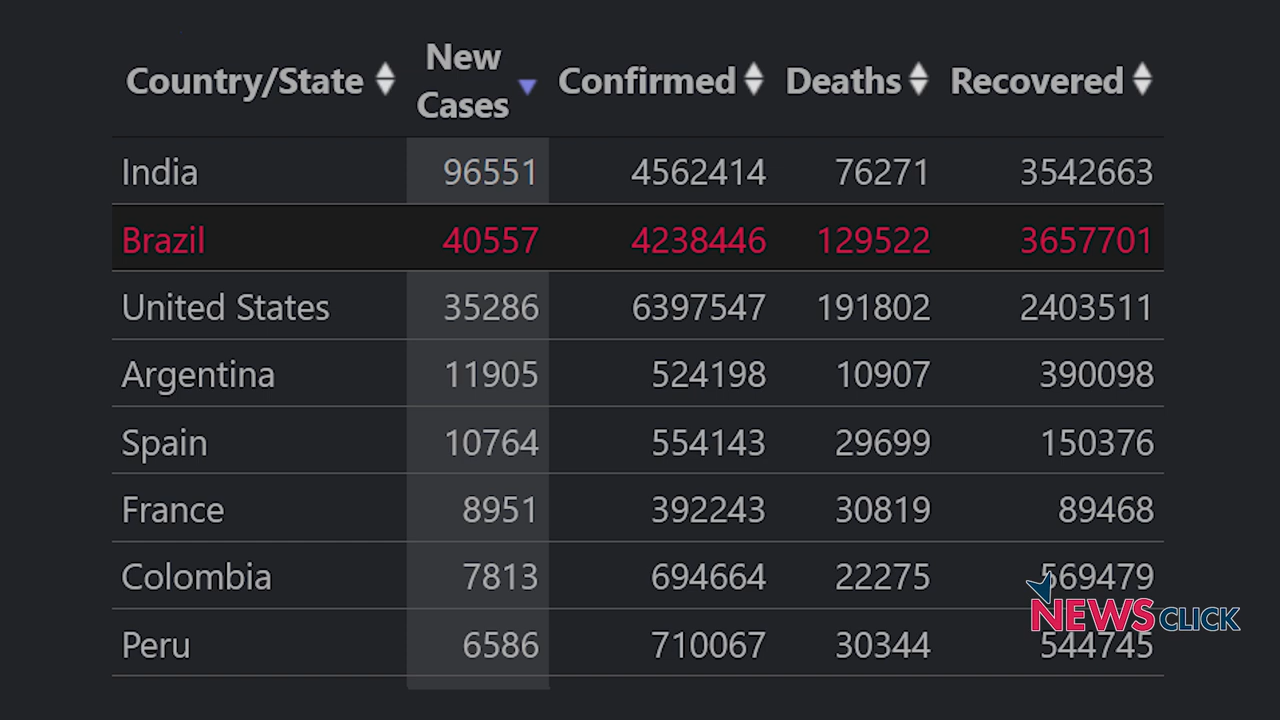 Country/State New Cases Confirmed Deaths Recovered
India 96551 4562414 76271 3542663
Brazil 40557 4238446 129522 3657701
United States 35286 6397547 191802 2403511
Argentina 11905 524198 10907 390098
Spain 10764 554143 29699 150376
France 8951 392243 30819 89468
Colombia 7813 694664 22275 569479
NEWSCLICK
Peru 6586 710067 30344 544745